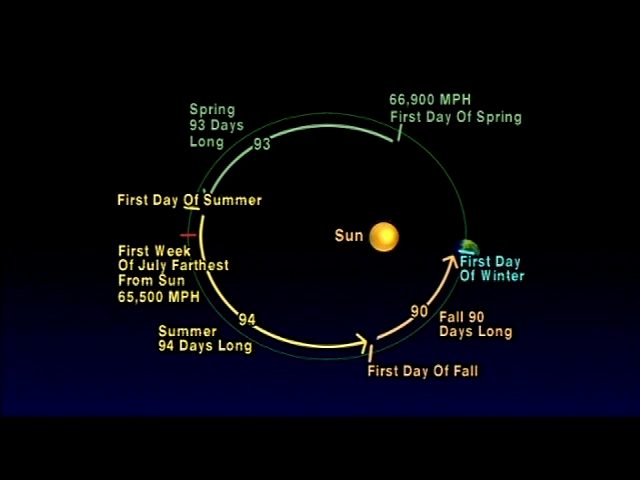 66,900 MPH
First Day Of Spring
Spring
93 Days
Long
93
First Day Of Summer
Sun
First Week
Of July Farthest
From Sun
65,500 MPH
First Day
Of Winter
94
90
Summer
94 Days Long
Fall 90
Days Long
First Day Of Fall